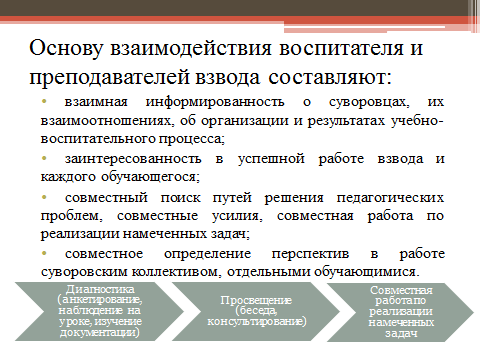 Основу взаимодействия воспитателя и
преподавателей взвода составляют:
• взаимная информированность о суворовцах, их
взаимоотношениях, об организации и результатах учебно-
воспитательного процесса;
• заинтересованность в успешной работе взвода и
каждого обучающегося;
• совместный поиск путей решения педагогических
проблем, совместные усилия, совместная работа по
реализации намеченных задач;
• совместное определение перспектив в работе
суворовским коллективом, отдельными обучающимися.
Диагностика
(анкетирование,
наблюдение на
уроке, изучение
документации)
Просвещение
(беседа,
консультирование)
Совместная
работа по
реализации
намеченных
задач